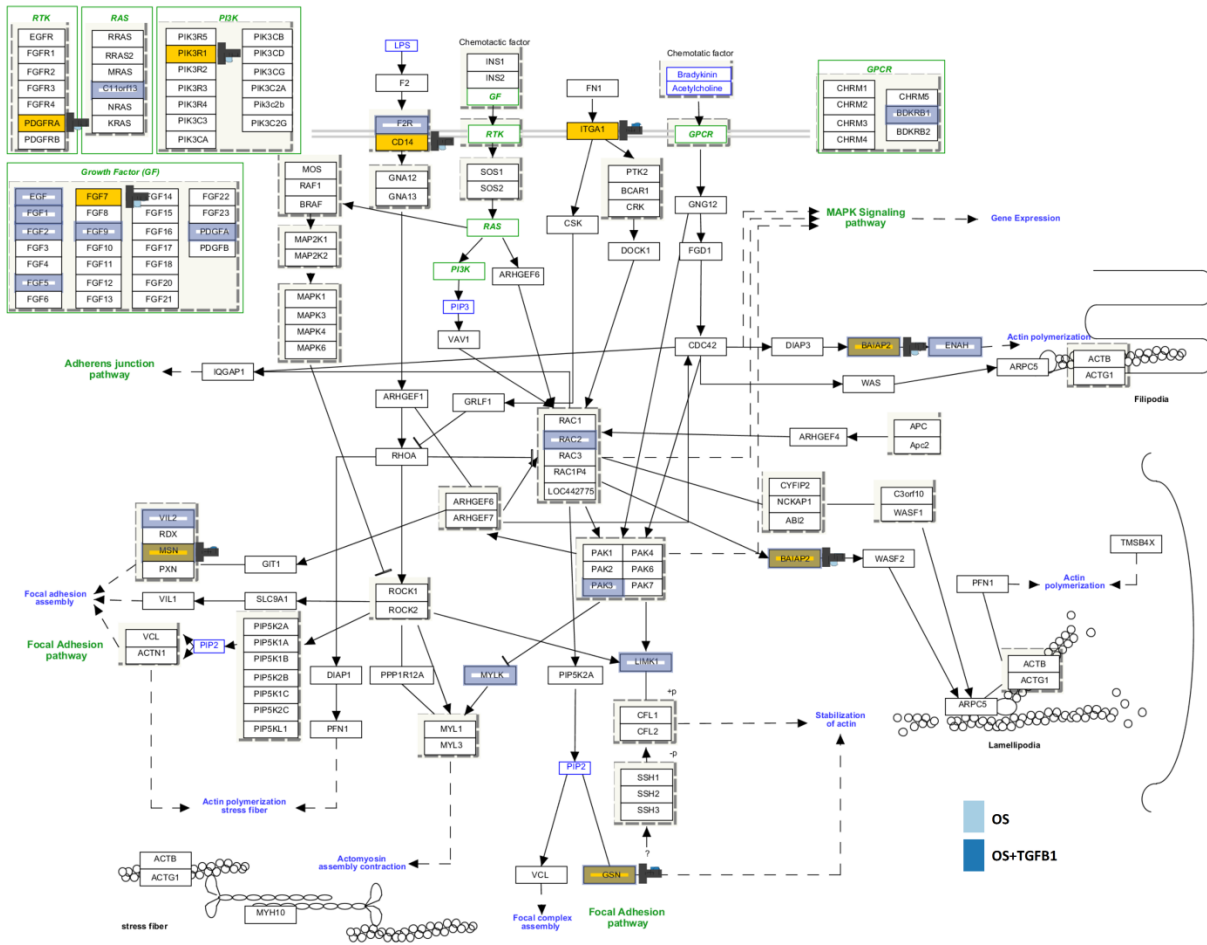 RTK
EGFR
FGFR1
FGFR2
FGFR3
FGFR4
PDGFRA
PDGFRB
RAS
RRAS
RRAS2
MRAS
C11orf13
NRAS
KRAS
PI3K
PIK3R5
PIK3R1
PIK3R2
PIK3R3
PIK3R4
PIK3C3
PIK3CA
PIK3CB
PIK3CD
PIK3CG
PIK3C2A
Pik3c2b
PIK3C2G
Growth Factor (GF)
EGF
FGF1
FGF2
FGF3
FGF4
FGF5
FGF6
FGF7
FGF8
FGF9
FGF10
FGF11
FGF12
FGF13
FGF14
FGF15
FGF16
FGF17
FGF18
FGF20
FGF21
FGF22
FGF23
PDGFA
PDGFB
LPS
F2
F2R
CD14
GNA12
GNA13
Chemotactic factor
INS1
INS2
GF
RTK
SOS1
SOS2
RAS
PI3K
PIP3
VAV1
ARHGEF6
FN1
ITGA1
CSK
PTK2
BCAR1
CRK
DOCK1
Chemotatic factor
Bradykinin
Acetylcholine
GPCR
GNG12
FGD1
CDC42
GPCR
CHRM1
CHRM2
CHRM3
CHRM4
CHRM5
BDKRB1
BDKRB2
MOS
RAF1
BRAF
MAP2K1
MAP2K2
MAPK1
MAPK3
MAPK4
MAPK6
MAPK Signaling
pathway
Gene Expression
Adherens junction
pathway
IQGAP1
ARHGEF1
GRLF1
RHOA
DIAP3
BAIAP2
ENAH
Actin polymerization
WAS
ARPC5
ACTB
ACTG1
Filipodia
RAC1
RAC2
RAC3
RAC1P4
LOC442775
ARHGEF4
APC
Apc2
ARHGEF6
ARHGEF7
CYFIP2
NCKAP1
ABI2
C3orf10
WASF1
VIL2
RDX
MSN
PXN
GIT1
PAK1
PAK2
PAK3
PAK4
PAK6
PAK7
BAIAP2
WASF2
TMSB4X
PFN1
Actin
polymerization
Focal adhesion
assembly
VIL1
SLC9A1
ROCK1
ROCK2
Focal Adhesion
pathway
VCL
ACTN1
PIP2
PIP5K2A
PIP5K1A
PIP5K1B
PIP5K2B
PIP5K1C
PIP5K2C
PIP5KL1
DIAP1
PFN1
PPP1R12A
MYLK
MYL1
MYL3
PIP5K2A
LIMK1
+p
CFL1
CFL2
-p
SSH1
SSH2
SSH3
?
Stabilization
of actin
ACTB
ACTG1
ARPC5
Lamellipodia
PIP2
Actin polymerization
stress fiber
Actomyosin
assembly contraction
VCL
GSN
Focal complex
assembly
Focal Adhesion
pathway
ACTB
ACTG1
MYH10
stress fiber
OS
OS+TGFB1